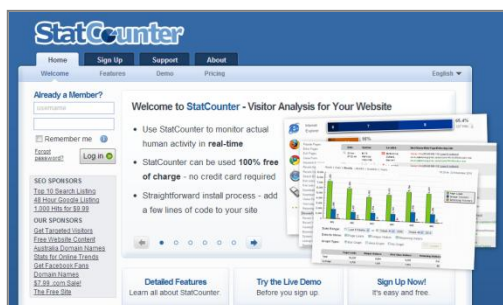 StatCounter
Home Sign Up Support About
Welcome Features Demo Pricing English
Already a Member?
username
Remember me
forgot password?
Log in
SEO SPONSORS
Top 10 Search Listing
48 Hour Google Listing
1,000 Hits for $9.99
OUR SPONSORS
Get Targeted Visitors
Free Website Content
Australia Domain Names
Stats for Online Trends
Get Facebook Fans
Domain Names
$7.99 .com Sale!
The Free Site
Welcome to StatCounter - Visitor Analysis for Your Website
Use StatCounter to monitor actual
human activity in real-time
StatCounter can be used 100% free
of charge - no credit card required
Straightforward install process - add
a few lines of code to your site
Detailed Features
Learn all about StatCounter.
Try the Live Demo
Before you sign up.
Sign Up Now!
It's easy and free.